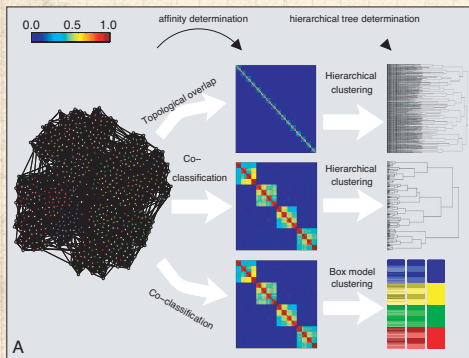 affinity determination
hierarchical tree determination
0.0 0.5 1.0
Topological overlap
Hierarchical
clustering
Co-
classification
Hierarchical
clustering
Co-classification
Box model
clustering
A